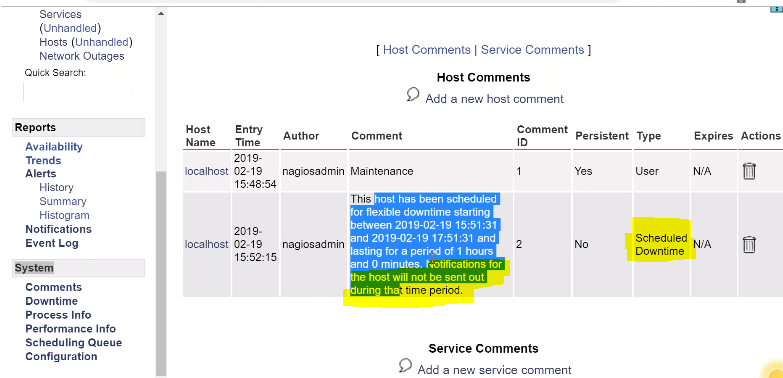 Services
(Unhandled)
Hosts (Unhandled)
Network Outages
Quick Search:
Reports
Availability
Trends
Alerts
History
Summary
Histogram
Notifications
Event Log
System
Comments
Downtime
Process Info
Performance Info
Scheduling Queue
Configuration
[ Host Comments | Service Comments ]
Host Comments
Add a new host comment
Host Name Entry Time Author Comment Comment ID Persistent Type Expires Actions
localhost 2019-02-19 15:48:54 nagiosadmin Maintenance 1 Yes User N/A
localhost 2019-02-19 15:52:15 nagiosadmin This host has been scheduled
for flexible downtime starting
between 2019-02-19 15:51:31
and 2019-02-19 17:51:31 and
lasting for a period of 1 hours
and 0 minutes. Notifications for
the host will not be sent out
during that time period.
2 No Scheduled Downtime N/A
Service Comments
Add a new service comment